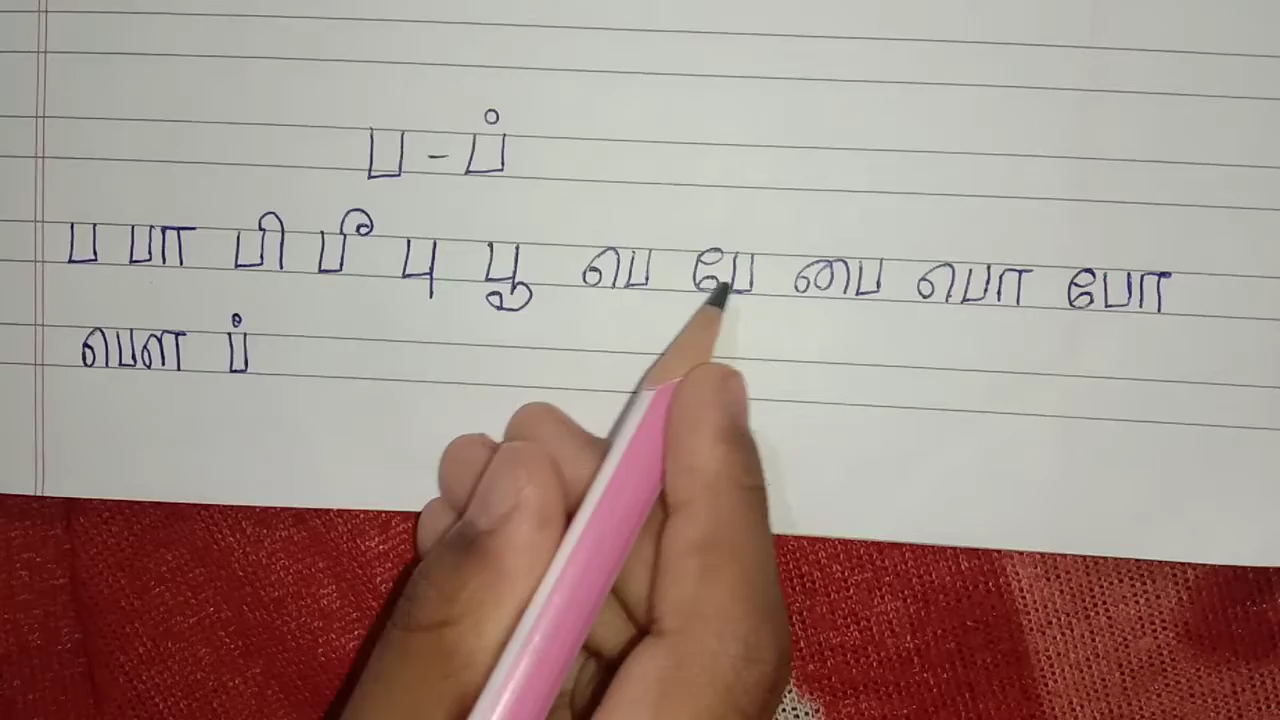 ப - ப்
ப பா பி பீ பு பூ பெ பே பை பொ போ
பௌ ப்